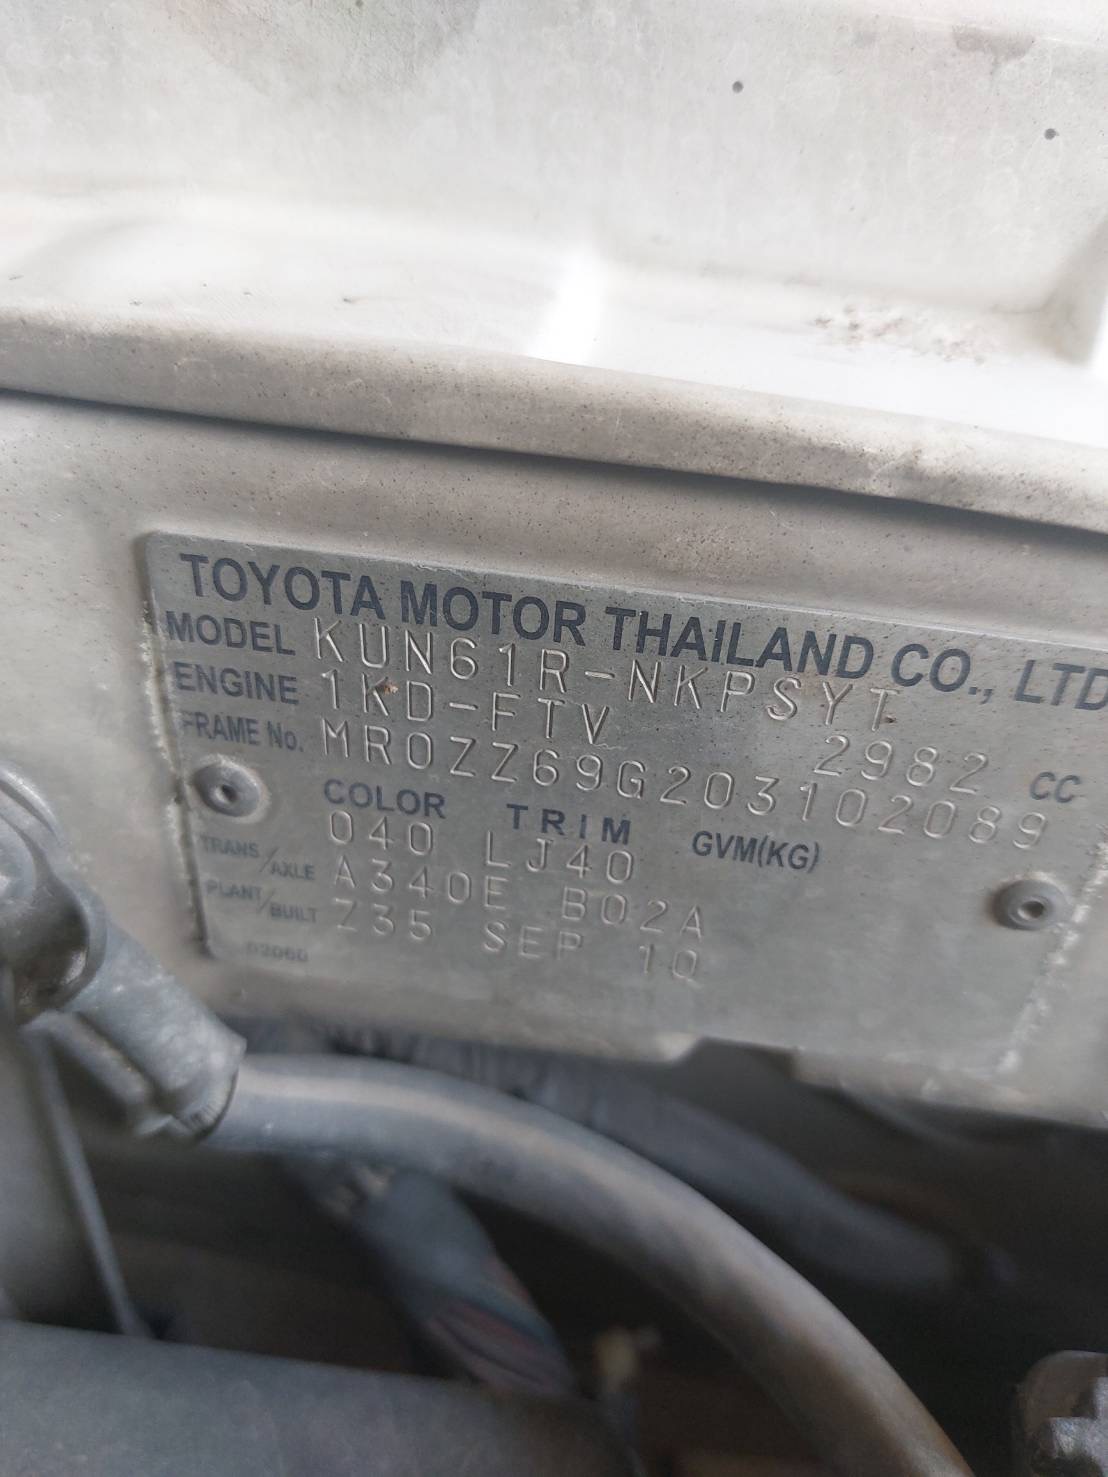 TOYOTA MOTOR THAILAND CO., LTD
MODEL KUN61R-NKPSYT
ENGINE 1KD-FTV 2982 CC
FRAME No. MR0ZZ69G203102089
COLOR TRIM GVM(KG)
040 LJ40
TRANS/AXLE A340E B02A
PLANT/BUILT Z35 SEP 10
0206D